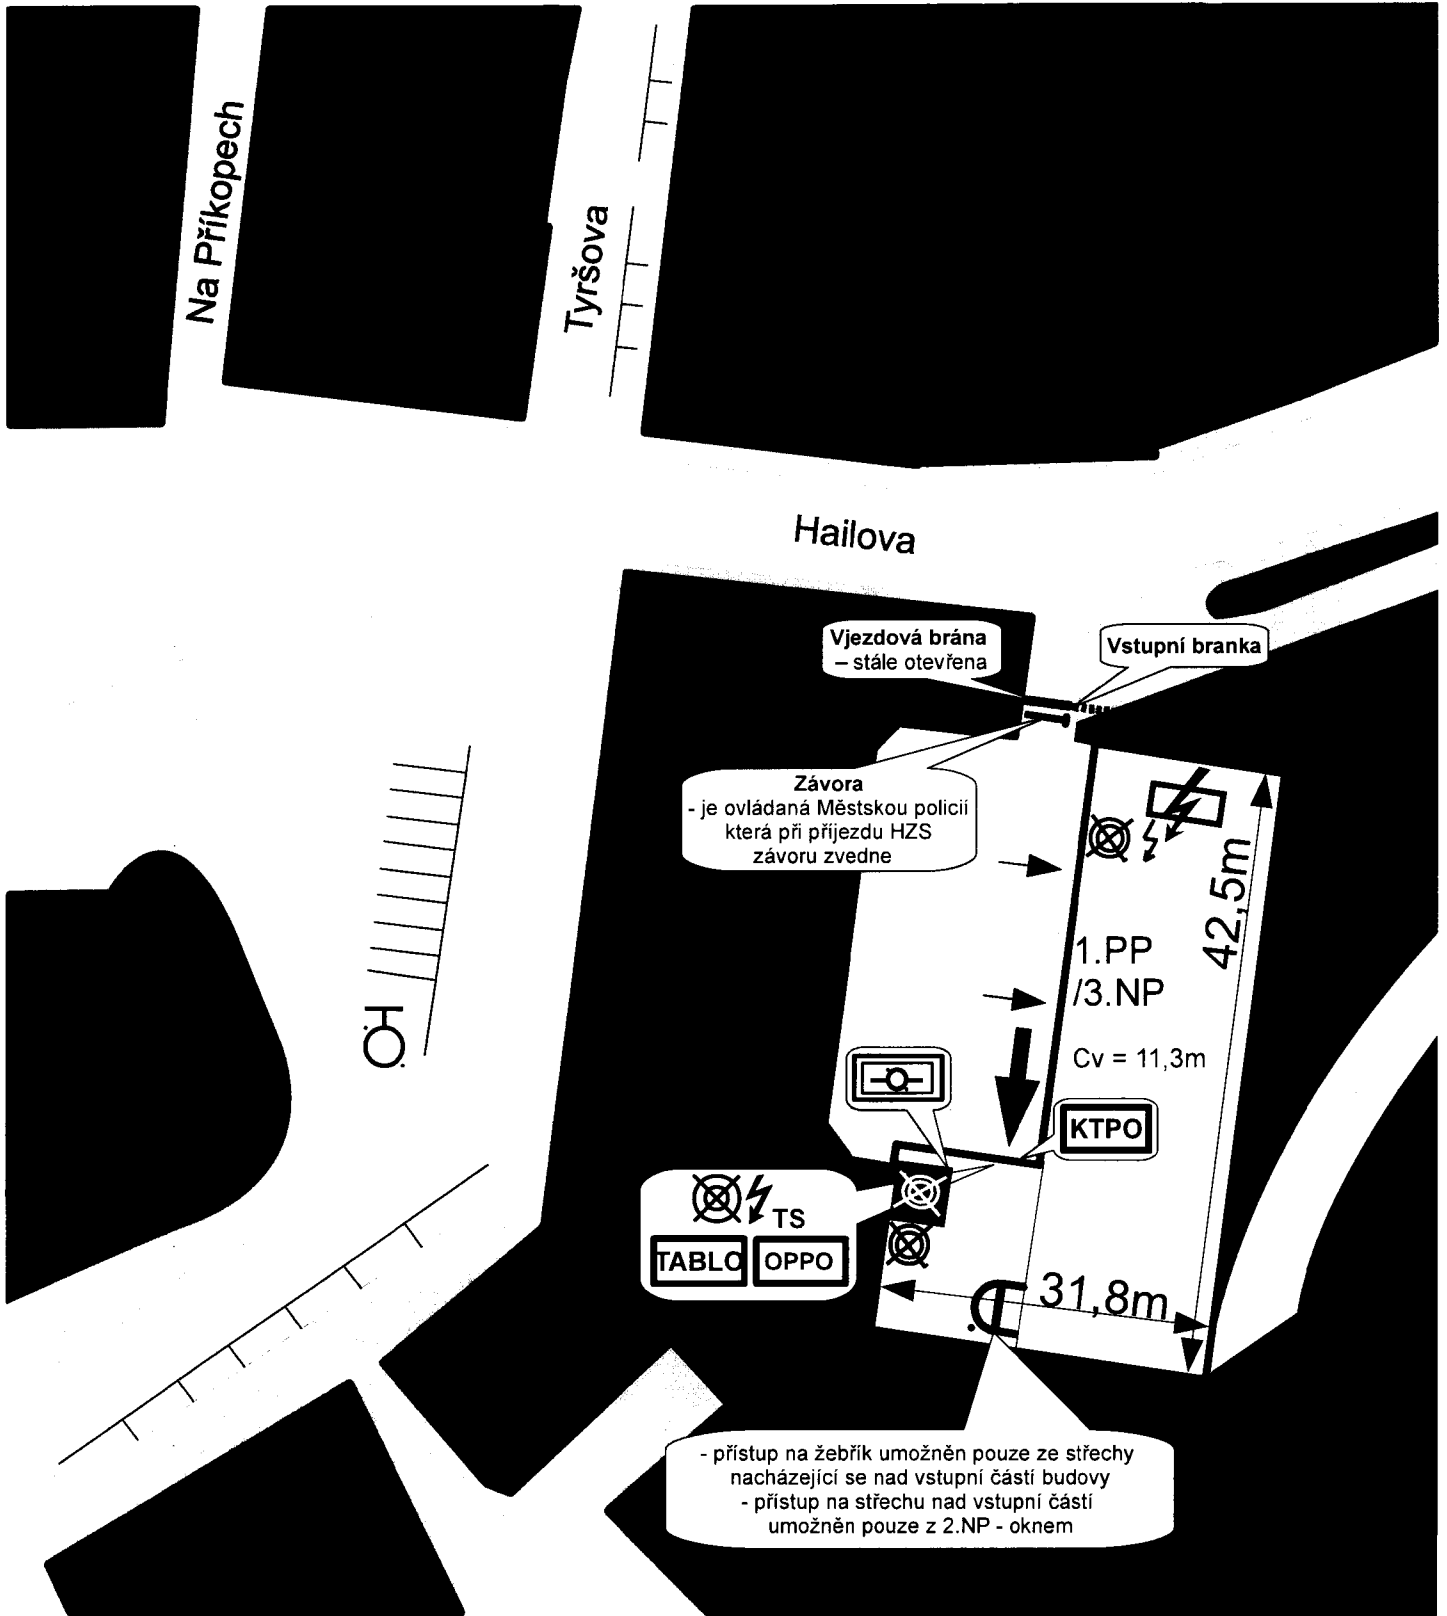 Na Příkopech
Tyršova
Hailova
Vjezdová brána
– stále otevřena
Vstupní branka
Závora
- je ovládaná Městskou policií
která při příjezdu HZS
závoru zvedne
42,5m
1.PP
/3.NP
Cv = 11,3m
KTPO
TS
TABLO
OPPO
31,8m
- přístup na žebřík umožněn pouze ze střechy
nacházející se nad vstupní částí budovy
- přístup na střechu nad vstupní částí
umožněn pouze z 2.NP - oknem